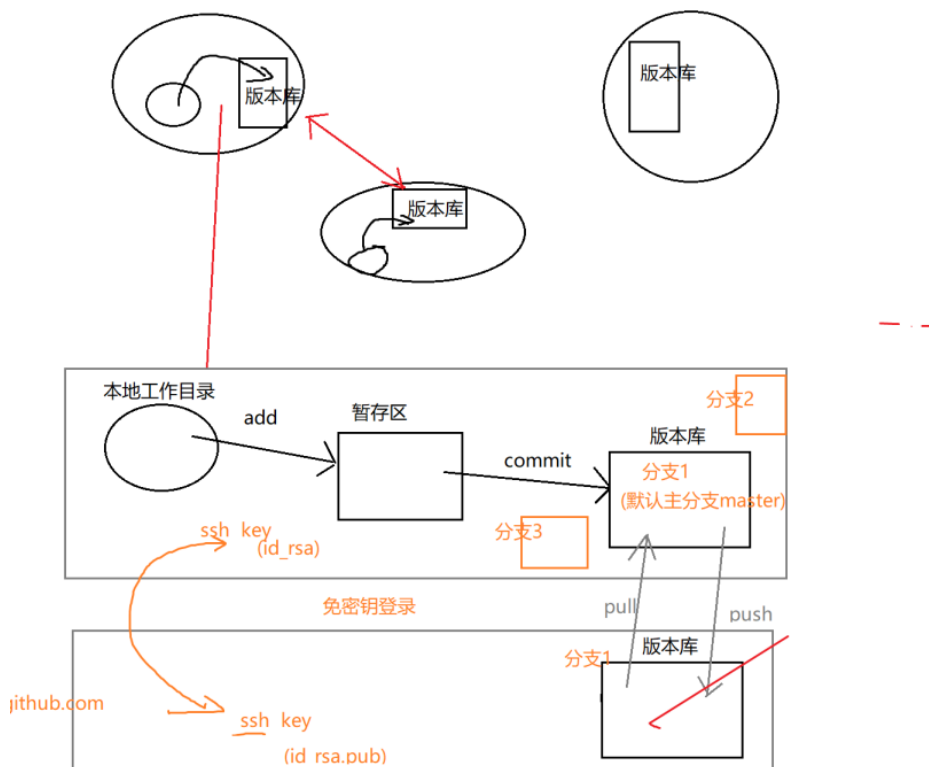 版本库
版本库
版本库
本地工作目录
add
暂存区
commit
分支2
版本库
分支1
(默认主分支master)
分支3
ssh key
(id_rsa)
免密钥登录
pull
push
版本库
分支1
github.com
ssh key
(id_rsa.pub)